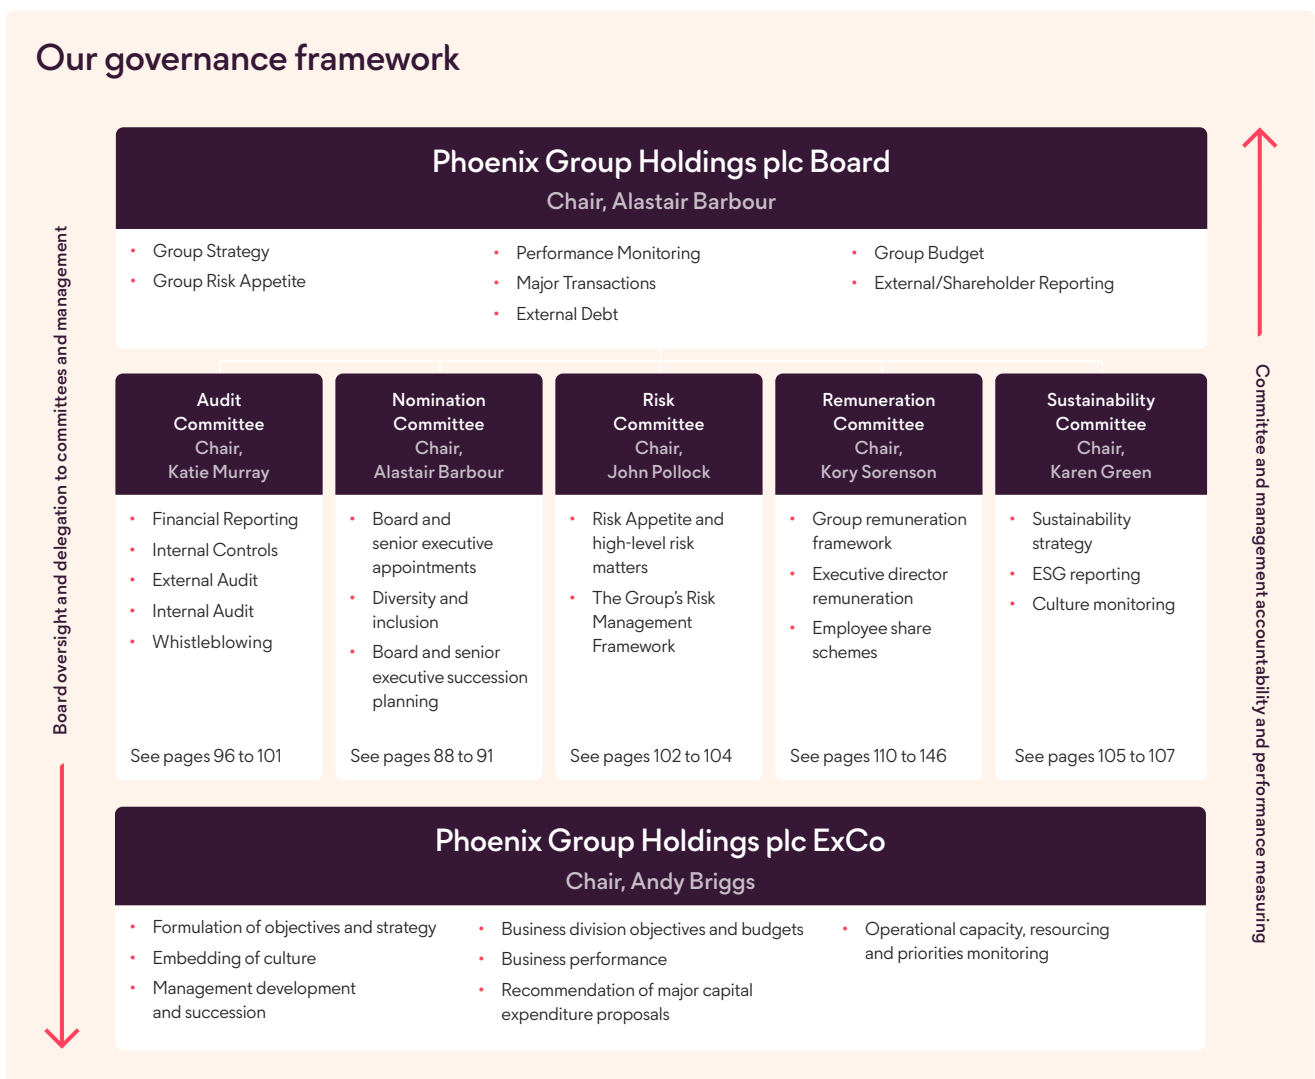 Our governance framework
Phoenix Group Holdings plc Board
Chair, Alastair Barbour
• Group Strategy
• Group Risk Appetite
• Performance Monitoring
• Major Transactions
• External Debt
• Group Budget
• External/Shareholder Reporting
Board oversight and delegation to committees and management
Audit
Committee
Chair,
Katie Murray
• Financial Reporting
• Internal Controls
• External Audit
• Internal Audit
• Whistleblowing
See pages 96 to 101
Nomination
Committee
Chair,
Alastair Barbour
• Board and
senior executive
appointments
• Diversity and
inclusion
• Board and senior
executive succession
planning
See pages 88 to 91
Risk
Committee
Chair,
John Pollock
• Risk Appetite and
high-level risk
matters
• The Group's Risk
Management
Framework
See pages 102 to 104
Remuneration
Committee
Chair,
Kory Sorenson
• Group remuneration
framework
• Executive director
remuneration
• Employee share
schemes
See pages 110 to 146
Sustainability
Committee
Chair,
Karen Green
• Sustainability
strategy
• ESG reporting
• Culture monitoring
See pages 105 to 107
Committee and management accountability and performance measuring
Phoenix Group Holdings plc ExCo
Chair, Andy Briggs
• Formulation of objectives and strategy
• Embedding of culture
• Management development
and succession
• Business division objectives and budgets
• Business performance
• Recommendation of major capital
expenditure proposals
• Operational capacity, resourcing
and priorities monitoring